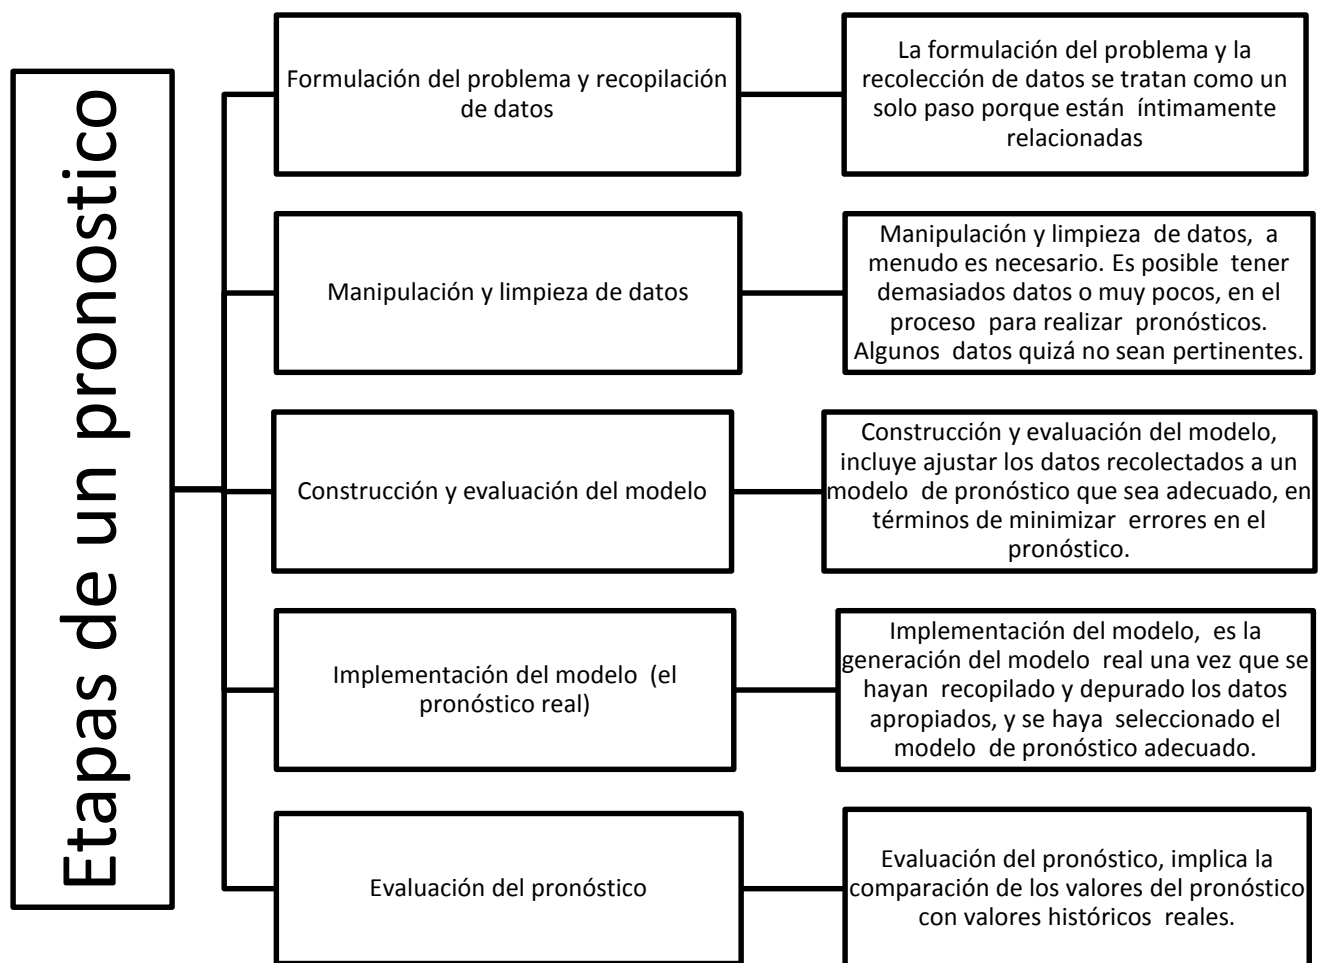 Etapas de un pronostico
Formulación del problema y recopilación
de datos
La formulación del problema y la
recolección de datos se tratan como un
solo paso porque están íntimamente
relacionadas
Manipulación y limpieza de datos
Manipulación y limpieza de datos, a
menudo es necesario. Es posible tener
demasiados datos o muy pocos, en el
proceso para realizar pronósticos.
Algunos datos quizá no sean pertinentes.
Construcción y evaluación del modelo
Construcción y evaluación del modelo,
incluye ajustar los datos recolectados a un
modelo de pronóstico que sea adecuado, en
términos de minimizar errores en el
pronóstico.
Implementación del modelo (el
pronóstico real)
Implementación del modelo, es la
generación del modelo real una vez que se
hayan recopilado y depurado los datos
apropiados, y se haya seleccionado el
modelo de pronóstico adecuado.
Evaluación del pronóstico
Evaluación del pronóstico, implica la
comparación de los valores del pronóstico
con valores históricos reales.